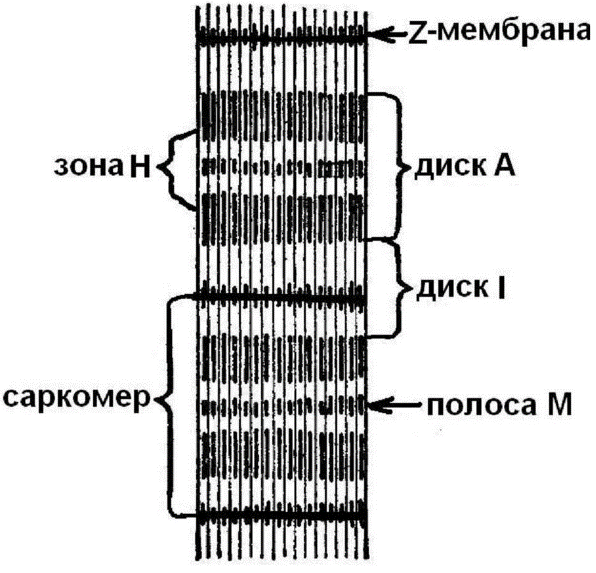 Z-мембрана
зона Н
диск А
диск I
саркомер
полоса М